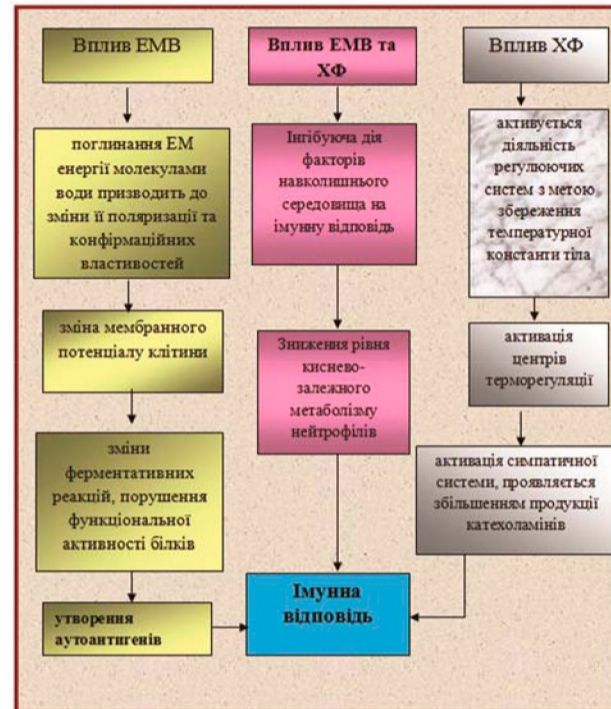 Вплив ЕМВ
поглинання ЕМ
енергії молекулами
води призводить до
зміни її поляризації та
конфірмаційних
властивостей
зміна мембранного
потенціалу клітини
зміни
ферментативних
реакцій, порушення
функціональної
активності білків
утворення
аутоантигенів
Вплив ЕМВ та
ХФ
Інгібуюча дія
факторів
навколишнього
середовища на
імунну відповідь
Зниження рівня
киснево-
залежного
метаболізму
нейтрофілів
Імунна
відповідь
Вплив ХФ
активується
діяльність
регулюючих
систем з метою
збереження
температурної
константи тіла
активація
центрів
терморегуляції
активація симпатичної
системи, проявляється
збільшенням продукції
катехоламінів